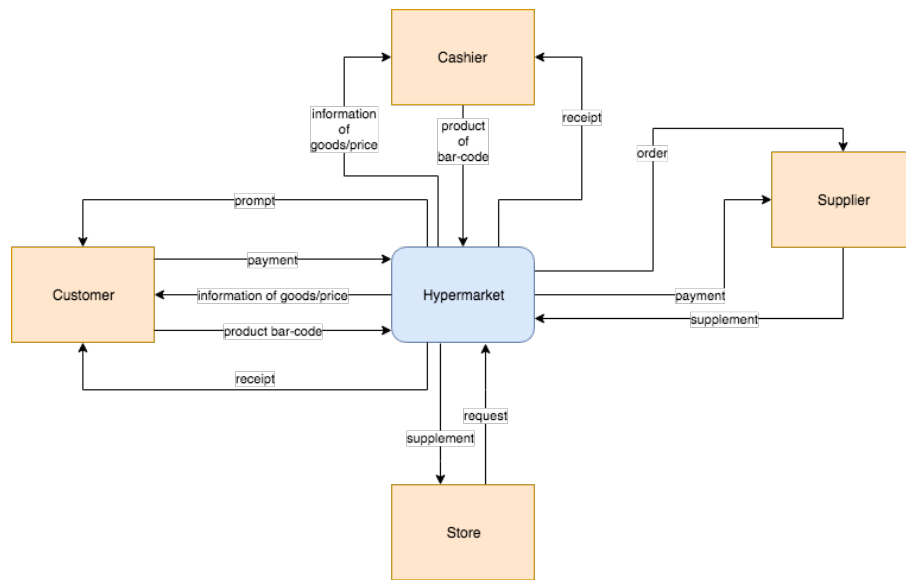 Cashier
information
of
goods/price
product
of
bar-code
receipt
order
Supplier
prompt
payment
Customer
information of goods/price
Hypermarket
payment
product bar-code
supplement
receipt
request
supplement
Store